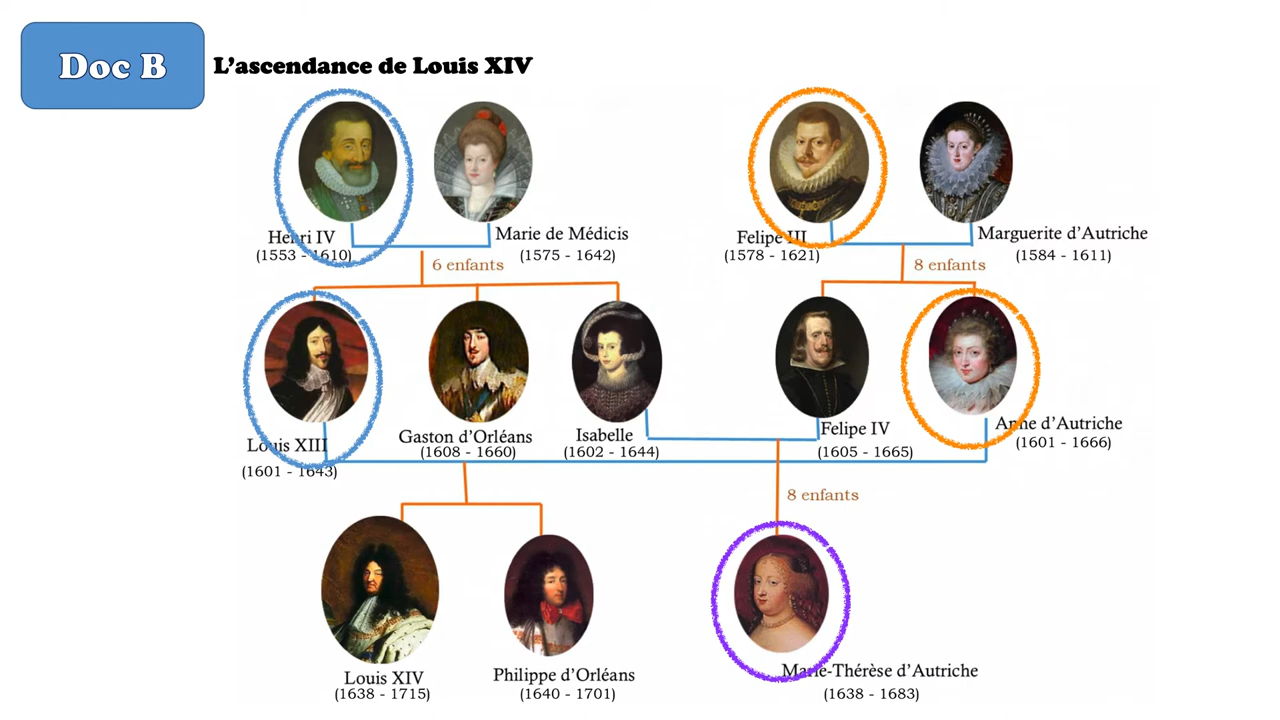 Doc B
L'ascendance de Louis XIV
Henri IV
(1553 - 1610)
Marie de Médicis
(1575 - 1642)
Felipe III
(1578 - 1621)
Marguerite d'Autriche
(1584 - 1611)
6 enfants
8 enfants
Louis XIII
(1601 - 1643)
Gaston d'Orléans
(1608 - 1660)
Isabelle
(1602 - 1644)
Felipe IV
(1605 - 1665)
Anne d'Autriche
(1601 - 1666)
8 enfants
Louis XIV
(1638 - 1715)
Philippe d'Orléans
(1640 - 1701)
Marie-Thérèse d'Autriche
(1638 - 1683)